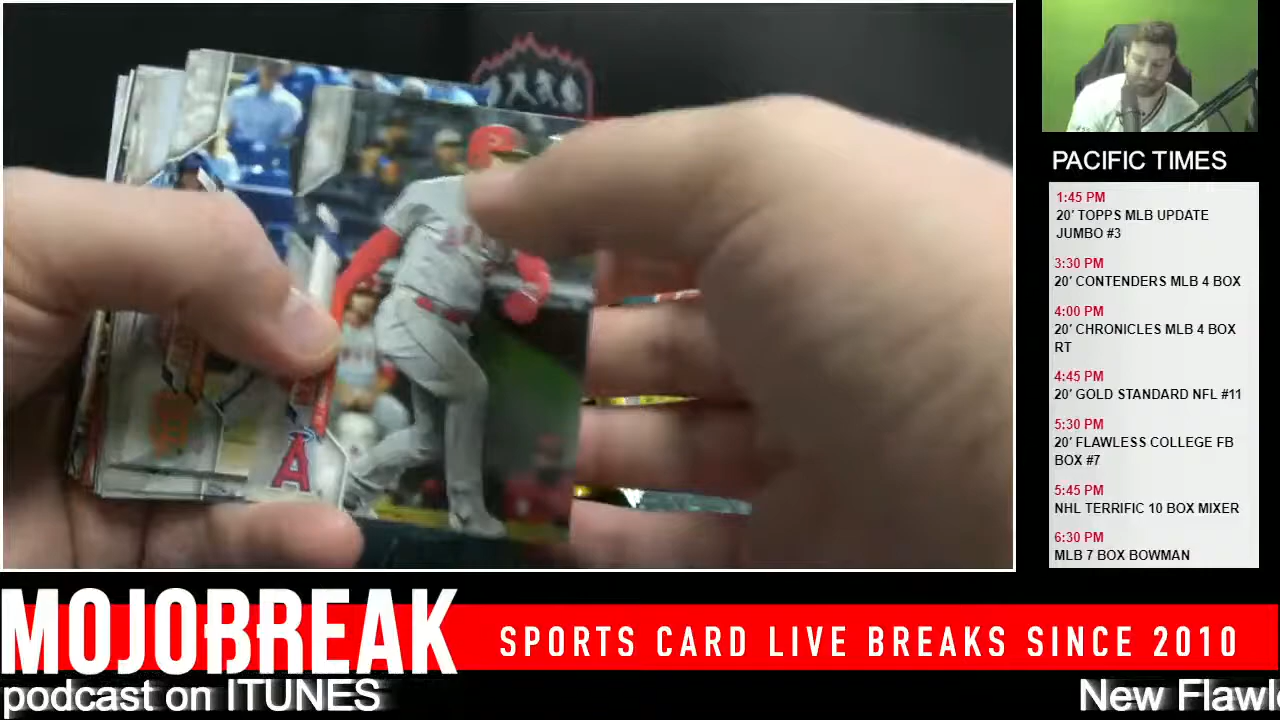 PACIFIC TIMES
1:45 PM
20' TOPPS MLB UPDATE
JUMBO #3
3:30 PM
20' CONTENDERS MLB 4 BOX
4:00 PM
20' CHRONICLES MLB 4 BOX
RT
4:45 PM
20' GOLD STANDARD NFL #11
5:30 PM
20' FLAWLESS COLLEGE FB
BOX #7
5:45 PM
NHL TERRIFIC 10 BOX MIXER
6:30 PM
MLB 7 BOX BOWMAN
MOJOBREAK
SPORTS CARD LIVE BREAKS SINCE 2010
podcast on ITUNES
New Flawl